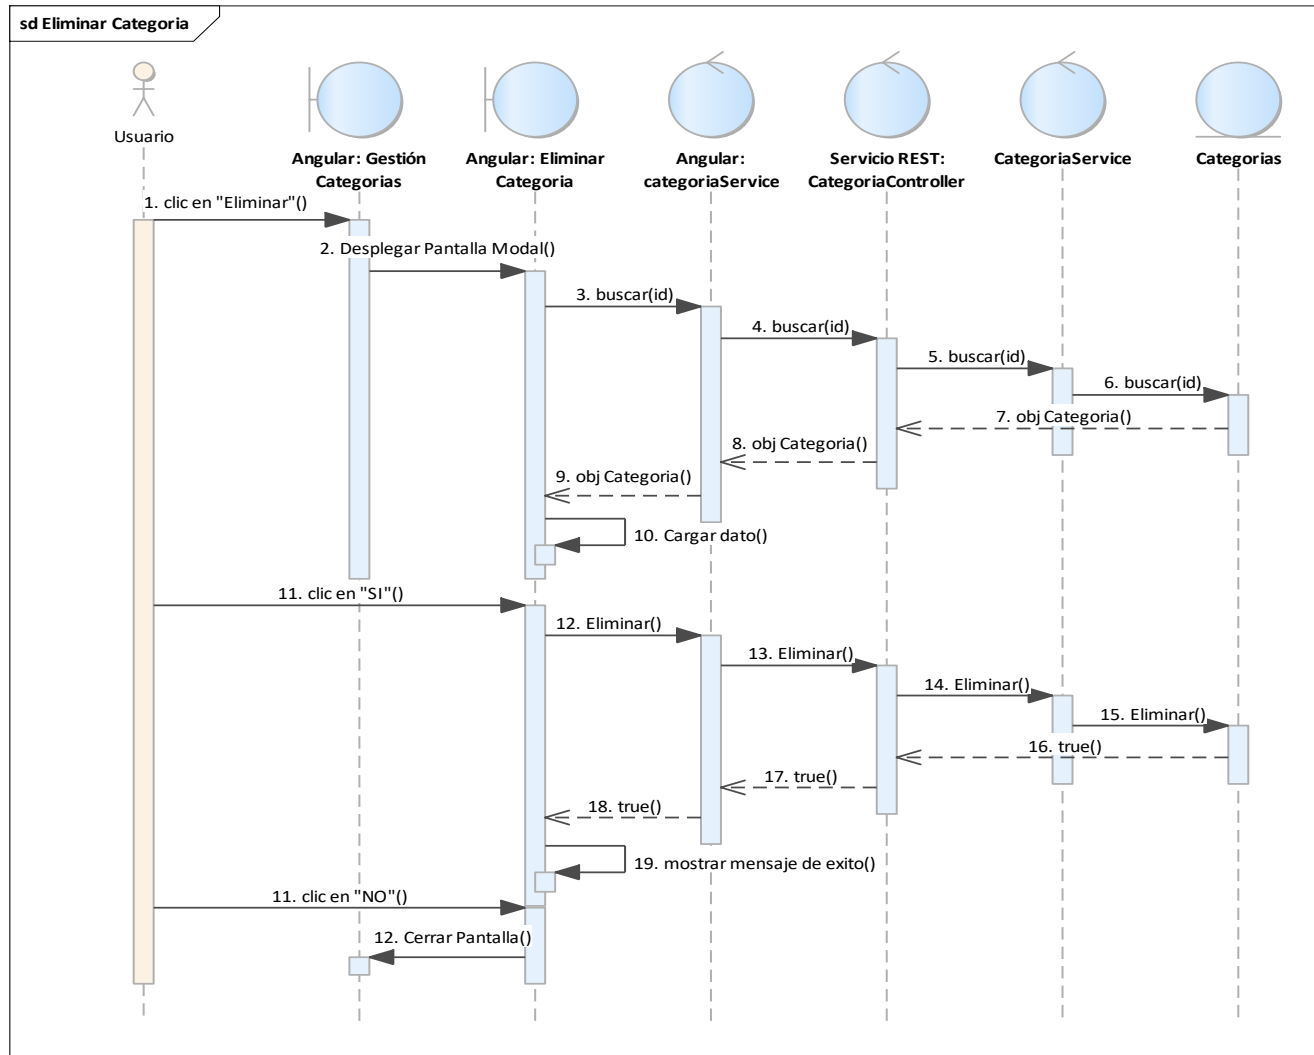 sd Eliminar Categoria
Usuario
Angular: Gestión
Categorias
Angular: Eliminar
Categoria
Angular:
categoriaService
Servicio REST:
CategoriaController
CategoriaService
Categorias
1. clic en "Eliminar"()
2. Desplegar Pantalla Modal()
3. buscar(id)
4. buscar(id)
5. buscar(id)
6. buscar(id)
7. obj Categoria()
8. obj Categoria()
9. obj Categoria()
10. Cargar dato()
11. clic en "SI"()
12. Eliminar()
13. Eliminar()
14. Eliminar()
15. Eliminar()
16. true()
17. true()
18. true()
19. mostrar mensaje de exito()
11. clic en "NO"()
12. Cerrar Pantalla()